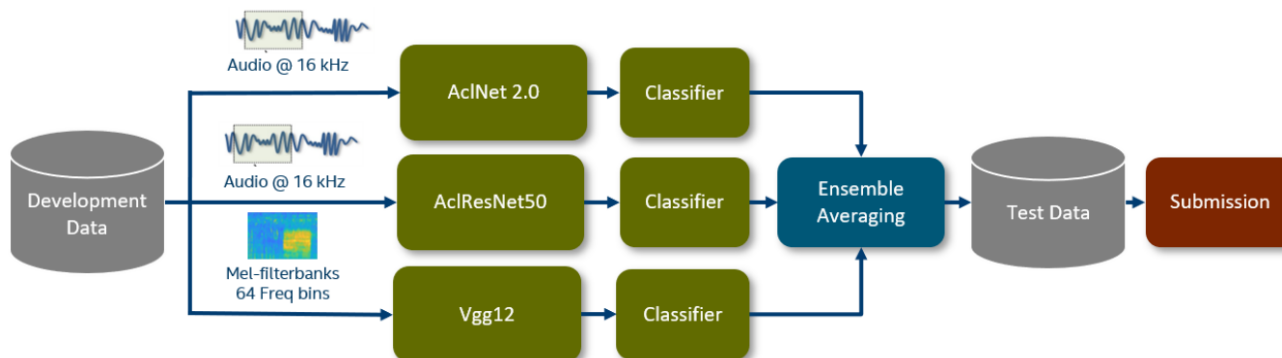 Audio @ 16 kHz
AclNet 2.0
Classifier
Audio @ 16 kHz
Development
Data
AclResNet50
Classifier
Ensemble
Averaging
Test Data
Submission
Mel-filterbanks
64 Freq bins
Vgg12
Classifier